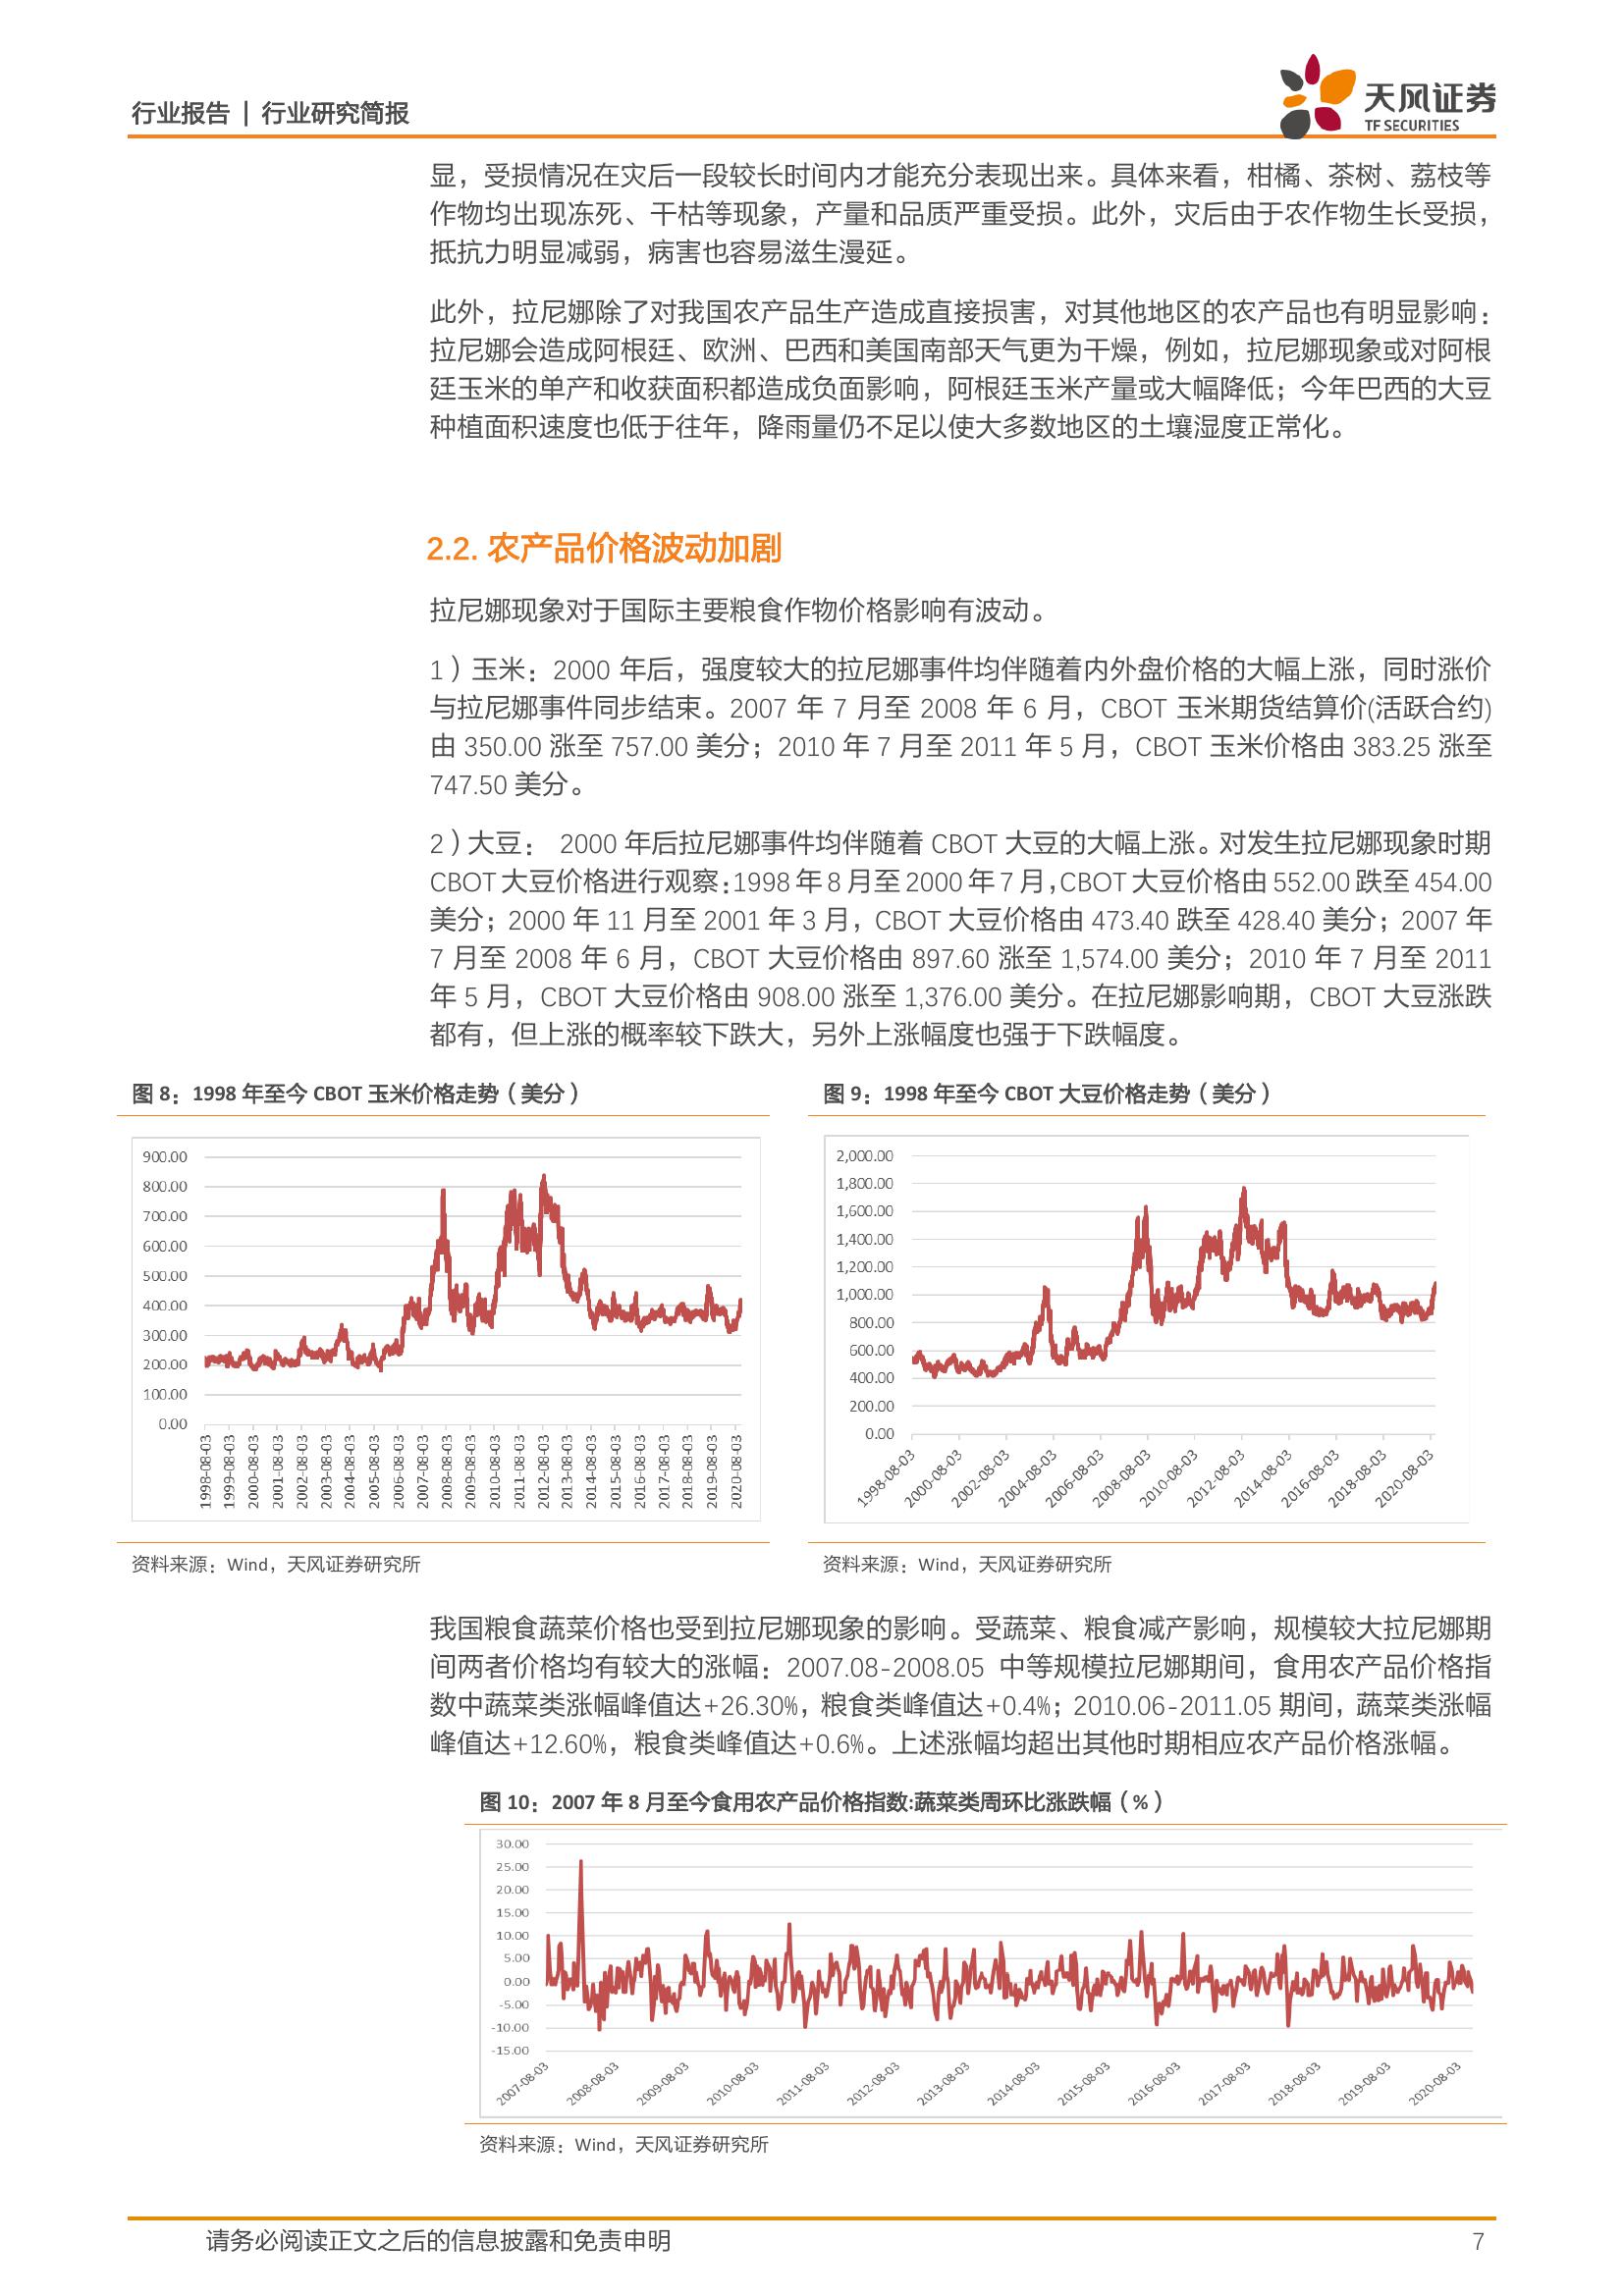 行业报告 | 行业研究简报
天风证券
TF SECURITIES
显，受损情况在灾后一段较长时间内才能充分表现出来。具体来看，柑橘、茶树、荔枝等
作物均出现冻死、干枯等现象，产量和品质严重受损。此外，灾后由于农作物生长受损，
抵抗力明显减弱，病害也容易滋生漫延。
此外，拉尼娜除了对我国农产品生产造成直接损害，对其他地区的农产品也有明显影响：
拉尼娜会造成阿根廷、欧洲、巴西和美国南部天气更为干燥，例如，拉尼娜现象或对阿根
廷玉米的单产和收获面积都造成负面影响，阿根廷玉米产量或大幅降低；今年巴西的大豆
种植面积速度也低于往年，降雨量仍不足以使大多数地区的土壤湿度正常化。
2.2. 农产品价格波动加剧
拉尼娜现象对于国际主要粮食作物价格影响有波动。
1）玉米：2000 年后，强度较大的拉尼娜事件均伴随着内外盘价格的大幅上涨，同时涨价
与拉尼娜事件同步结束。2007 年 7 月至 2008 年 6 月，CBOT 玉米期货结算价(活跃合约)
由 350.00 涨至 757.00 美分；2010 年 7 月至 2011 年 5 月，CBOT 玉米价格由 383.25 涨至
747.50 美分。
2）大豆： 2000 年后拉尼娜事件均伴随着 CBOT 大豆的大幅上涨。对发生拉尼娜现象时期
CBOT 大豆价格进行观察：1998 年 8 月至 2000 年 7 月，CBOT 大豆价格由 552.00 跌至 454.00
美分；2000 年 11 月至 2001 年 3 月，CBOT 大豆价格由 473.40 跌至 428.40 美分；2007 年
7 月至 2008 年 6 月，CBOT 大豆价格由 897.60 涨至 1,574.00 美分；2010 年 7 月至 2011
年 5 月，CBOT 大豆价格由 908.00 涨至 1,376.00 美分。在拉尼娜影响期，CBOT 大豆涨跌
都有，但上涨的概率较下跌大，另外上涨幅度也强于下跌幅度。
图 8：1998 年至今 CBOT 玉米价格走势（美分）
900.00
800.00
700.00
600.00
500.00
400.00
300.00
200.00
100.00
0.00
1998-08-03
1999-08-03
2000-08-03
2001-08-03
2002-08-03
2003-08-03
2004-08-03
2005-08-03
2006-08-03
2007-08-03
2008-08-03
2009-08-03
2010-08-03
2011-08-03
2012-08-03
2013-08-03
2014-08-03
2015-08-03
2016-08-03
2017-08-03
2018-08-03
2019-08-03
2020-08-03
资料来源：Wind，天风证券研究所
图 9：1998 年至今 CBOT 大豆价格走势（美分）
2,000.00
1,800.00
1,600.00
1,400.00
1,200.00
1,000.00
800.00
600.00
400.00
200.00
0.00
1998-08-03
2000-08-03
2002-08-03
2004-08-03
2006-08-03
2008-08-03
2010-08-03
2012-08-03
2014-08-03
2016-08-03
2018-08-03
2020-08-03
资料来源：Wind，天风证券研究所
我国粮食蔬菜价格也受到拉尼娜现象的影响。受蔬菜、粮食减产影响，规模较大拉尼娜期
间两者价格均有较大的涨幅：2007.08-2008.05 中等规模拉尼娜期间，食用农产品价格指
数中蔬菜类涨幅峰值达+26.30%，粮食类峰值达+0.4%；2010.06-2011.05 期间，蔬菜类涨幅
峰值达+12.60%，粮食类峰值达+0.6%。上述涨幅均超出其他时期相应农产品价格涨幅。
图 10：2007 年 8 月至今食用农产品价格指数:蔬菜类周环比涨跌幅（%）
30.00
25.00
20.00
15.00
10.00
5.00
0.00
-5.00
-10.00
-15.00
2007-08-03
2008-08-03
2009-08-03
2010-08-03
2011-08-03
2012-08-03
2013-08-03
2014-08-03
2015-08-03
2016-08-03
2017-08-03
2018-08-03
2019-08-03
2020-08-03
资料来源：Wind，天风证券研究所
请务必阅读正文之后的信息披露和免责申明
7